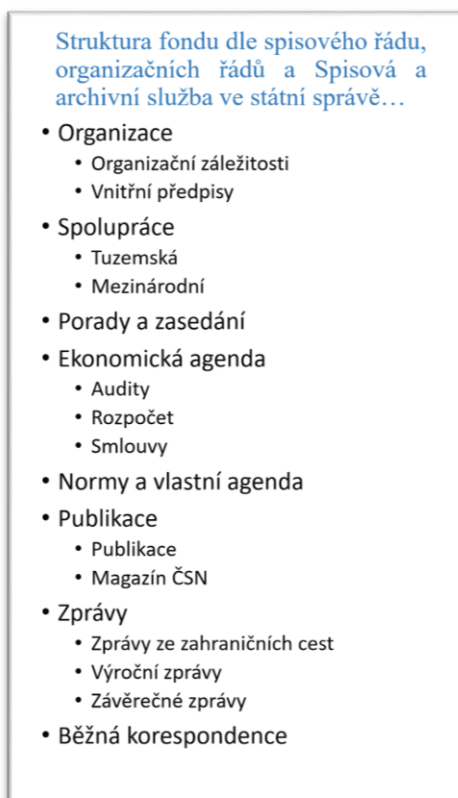 Struktura fondu dle spisového řádu,
organizačních řádů a Spisová a
archivní služba ve státní správě…
• Organizace
• Organizační záležitosti
• Vnitřní předpisy
• Spolupráce
• Tuzemská
• Mezinárodní
• Porady a zasedání
• Ekonomická agenda
• Audity
• Rozpočet
• Smlouvy
• Normy a vlastní agenda
• Publikace
• Publikace
• Magazín ČSN
• Zprávy
• Zprávy ze zahraničních cest
• Výroční zprávy
• Závěrečné zprávy
• Běžná korespondence